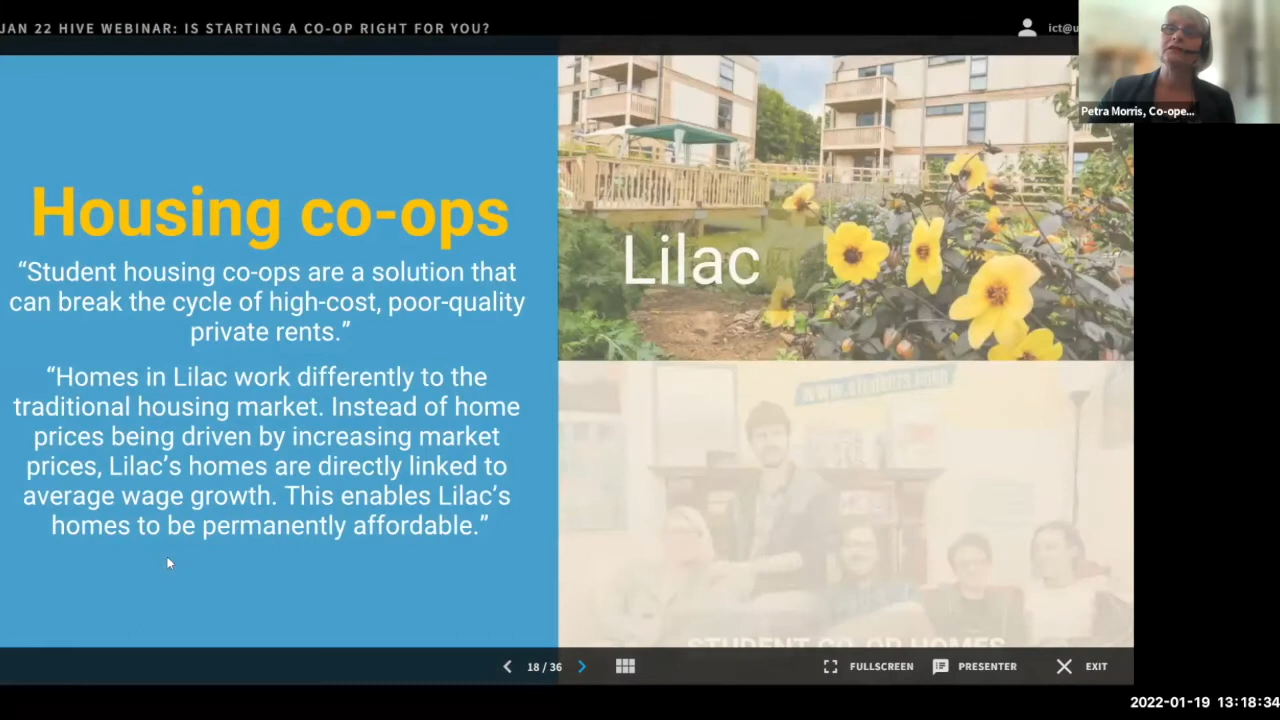 JAN 22 HIVE WEBINAR: IS STARTING A CO-OP RIGHT FOR YOU?
ict@u
Petra Morris, Co-ope...
Housing co-ops
“Student housing co-ops are a solution that
can break the cycle of high-cost, poor-quality
private rents.”
“Homes in Lilac work differently to the
traditional housing market. Instead of home
prices being driven by increasing market
prices, Lilac’s homes are directly linked to
average wage growth. This enables Lilac’s
homes to be permanently affordable.”
Lilac
STUDENT CO-OP HOMES
18 / 36
FULLSCREEN
PRESENTER
EXIT
2022-01-19 13:18:34